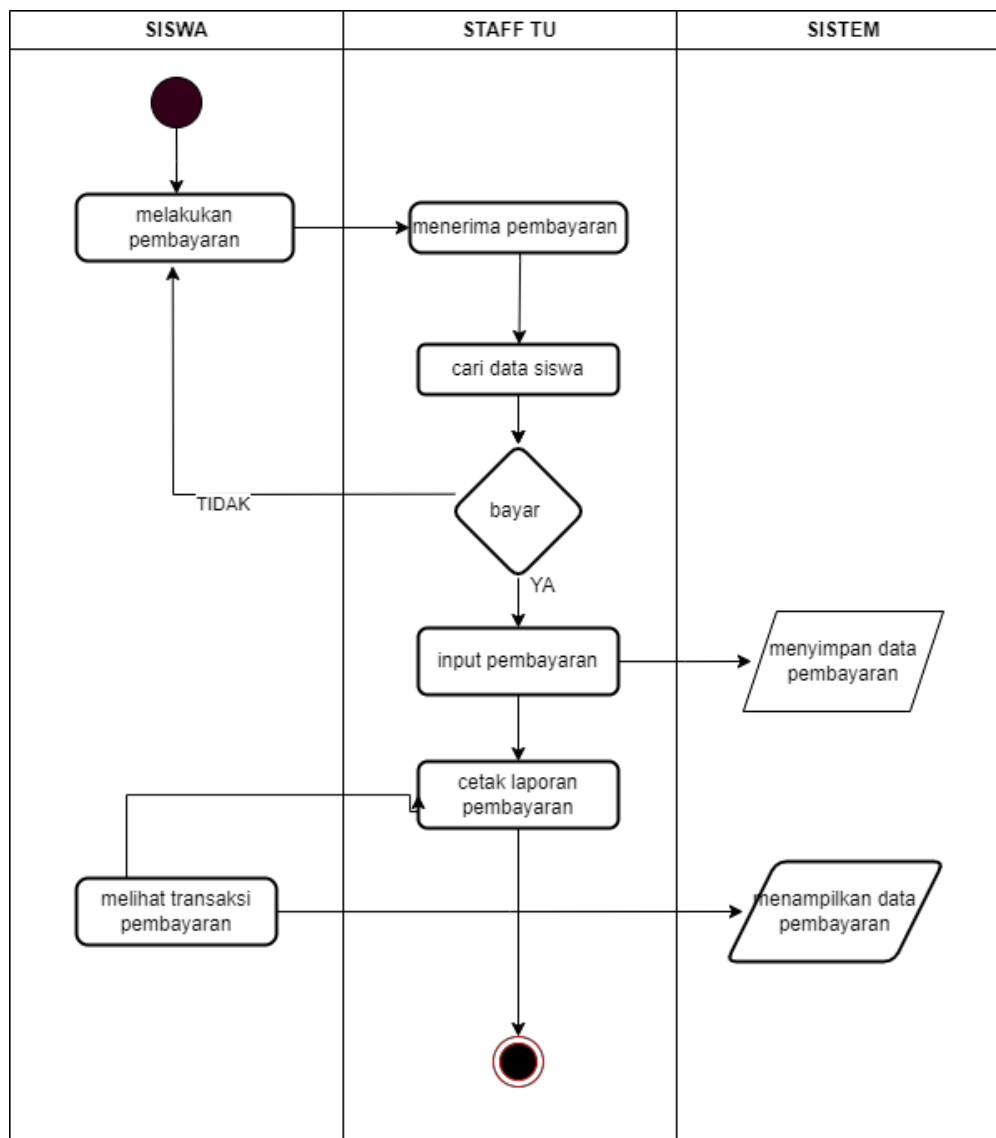 SISWA
STAFF TU
SISTEM
melakukan
pembayaran
menerima pembayaran
cari data siswa
bayar
TIDAK
YA
input pembayaran
menyimpan data
pembayaran
cetak laporan
pembayaran
melihat transaksi
pembayaran
menampilkan data
pembayaran